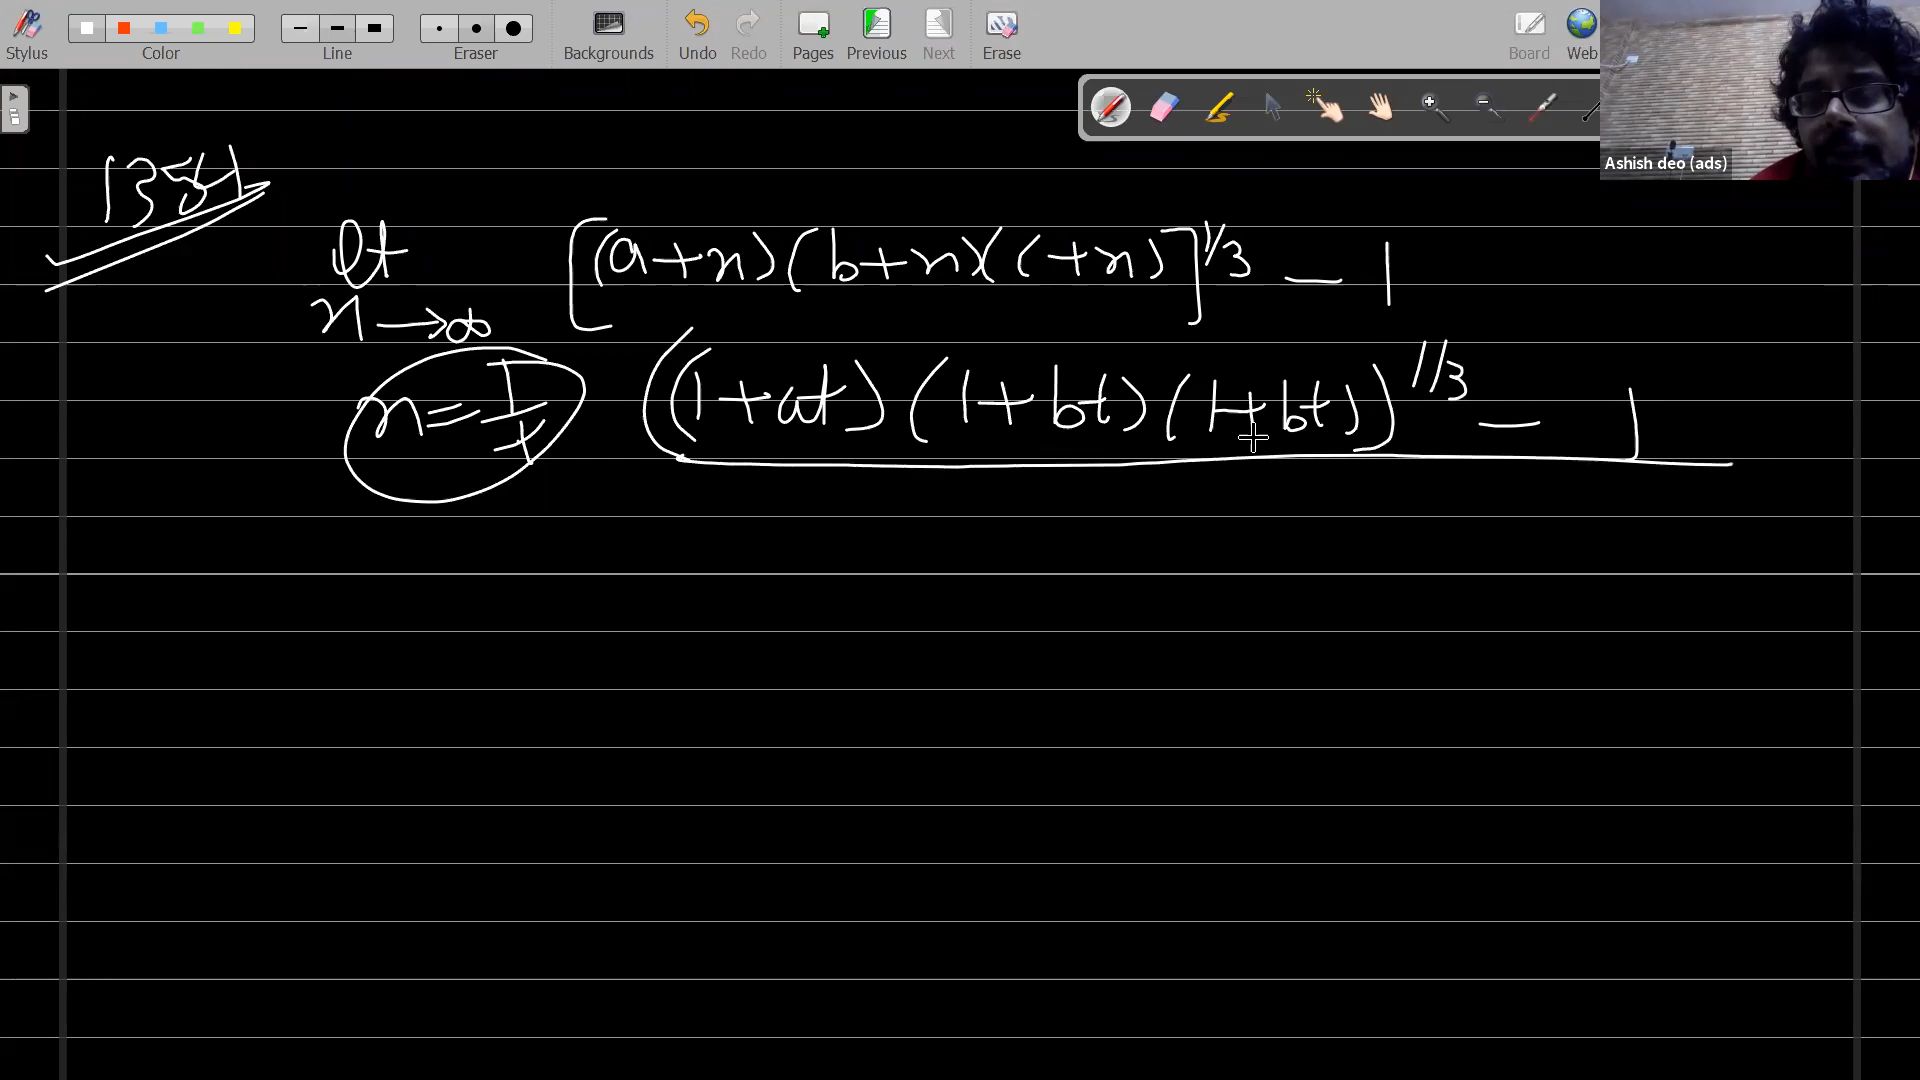 Stylus Color Line Eraser Backgrounds Undo Redo Pages Previous Next Erase Board Web
Ashish deo (ads)
lt [(a+x)(b+x)(c+x)]^1/3 - 1
x→∞
x = 1/t ((1+at)(1+bt)(1+bt))^1/3 - 1